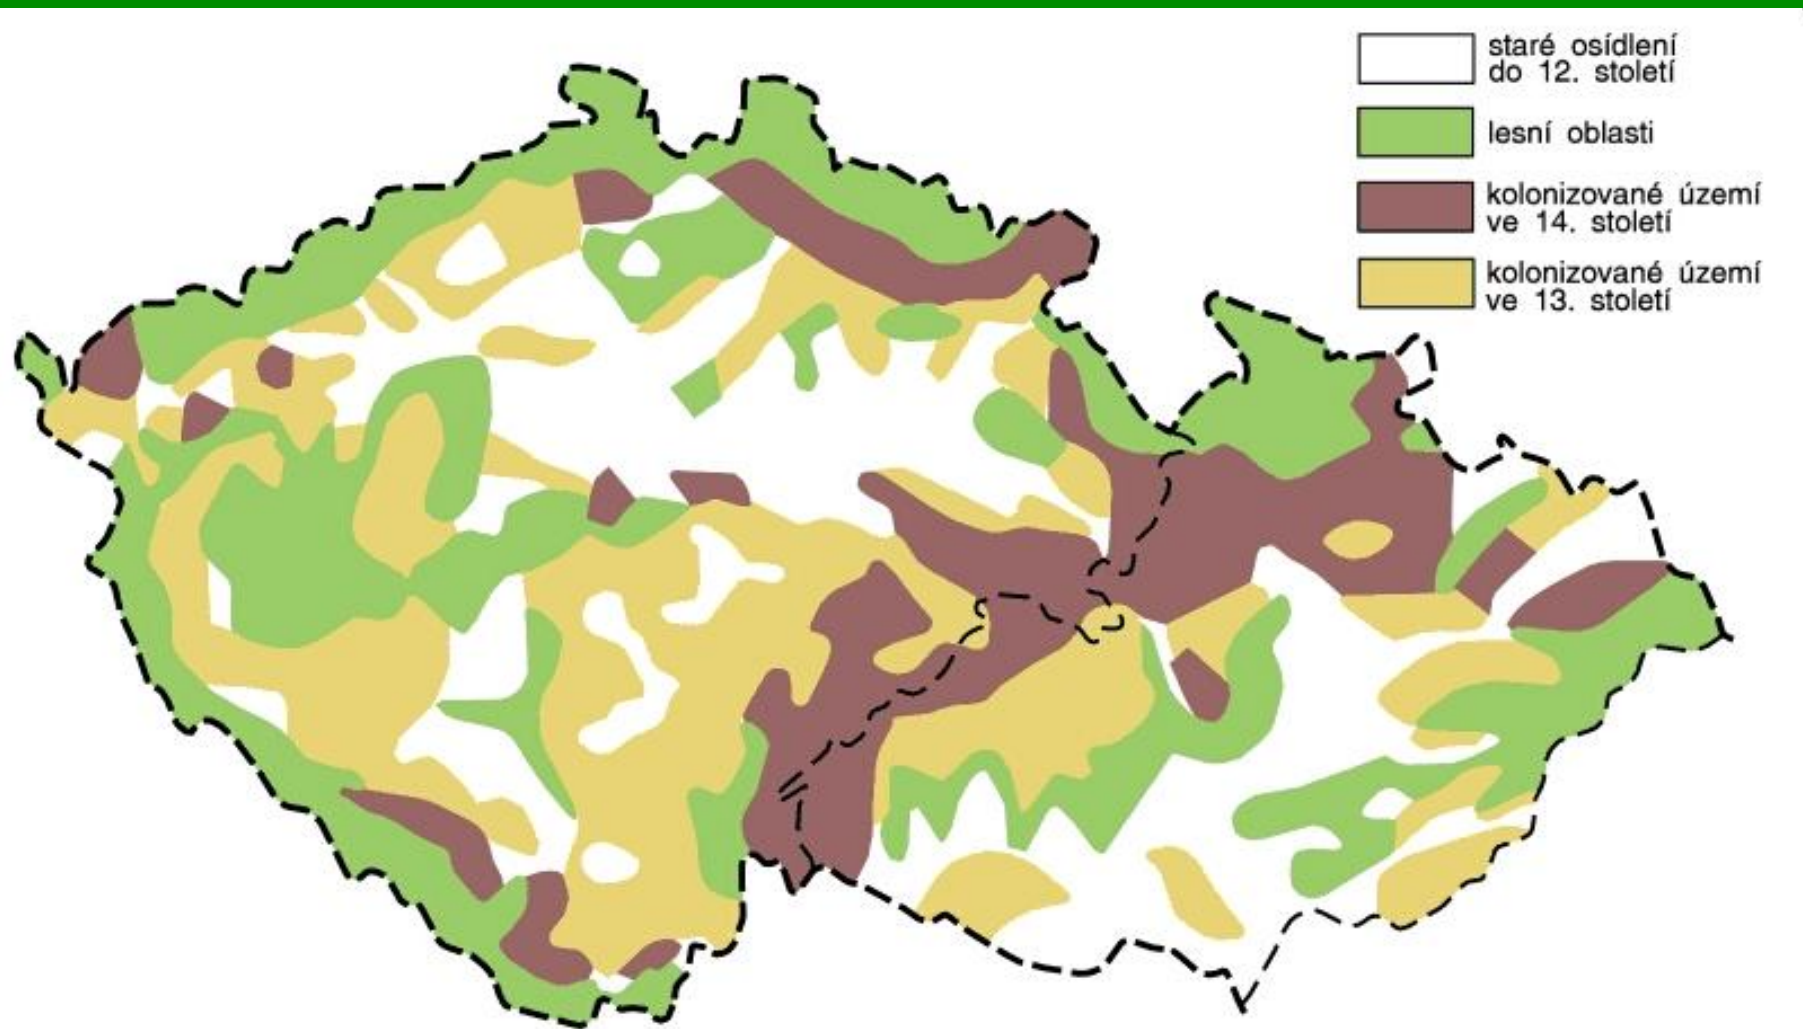 staré osídlení
do 12. století
lesní oblasti
kolonizované území
ve 14. století
kolonizované území
ve 13. století